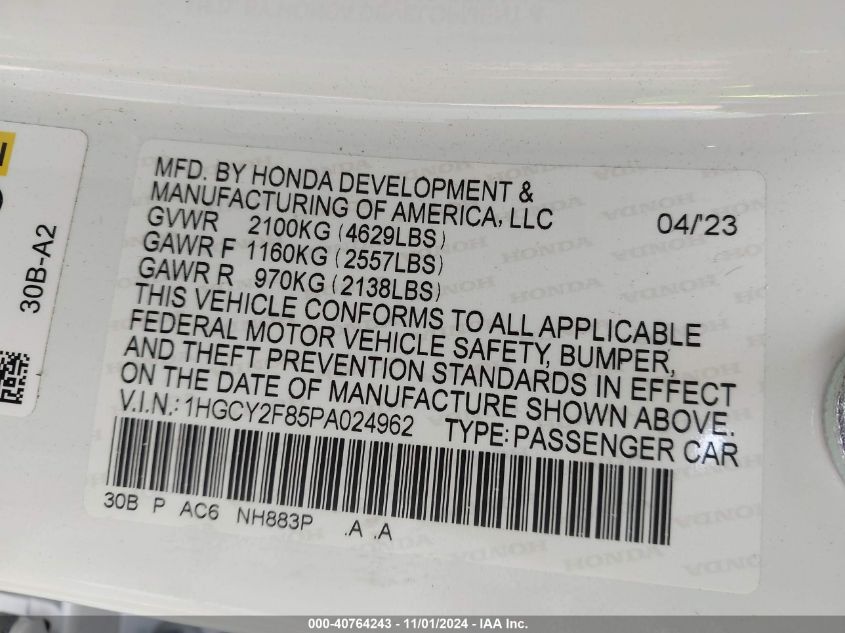 MFD. BY HONDA DEVELOPMENT &
MANUFACTURING OF AMERICA, LLC 04/'23
GVWR 2100KG (4629LBS)
GAWR F 1160KG (2557LBS)
GAWR R 970KG (2138LBS)
THIS VEHICLE CONFORMS TO ALL APPLICABLE
FEDERAL MOTOR VEHICLE SAFETY, BUMPER,
AND THEFT PREVENTION STANDARDS IN EFFECT
ON THE DATE OF MANUFACTURE SHOWN ABOVE.
V.I.N.: 1HGCY2F85PA024962 TYPE: PASSENGER CAR
30B P AC6 NH883P .A .A
30B-A2
000-40764243 - 11/01/2024 - IAA Inc.